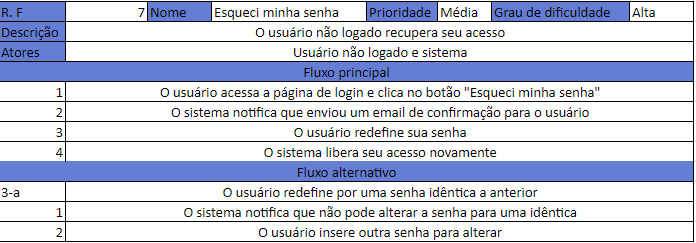 R. F 7 Nome Esqueci minha senha Prioridade Média Grau de dificuldade Alta
Descrição O usuário não logado recupera seu acesso
Atores Usuário não logado e sistema
Fluxo principal
1 O usuário acessa a página de login e clica no botão "Esqueci minha senha"
2 O sistema notifica que enviou um email de confirmação para o usuário
3 O usuário redefine sua senha
4 O sistema libera seu acesso novamente
Fluxo alternativo
3-a O usuário redefine por uma senha idêntica a anterior
1 O sistema notifica que não pode alterar a senha para uma idêntica
2 O usuário insere outra senha para alterar